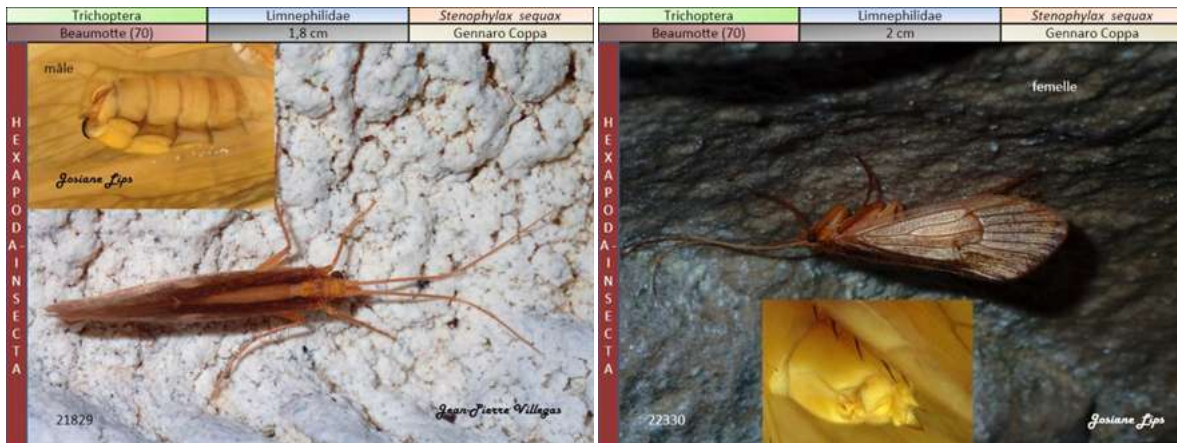 Trichoptera Limnephilidae Stenophylax sequax
Beaumotte (70) 1,8 cm Gennaro Coppa
HEXAPODA-INSECTA
mâle
Josiane Lips
21829
Jean-Pierre Villegas
Trichoptera Limnephilidae Stenophylax sequax
Beaumotte (70) 2 cm Gennaro Coppa
HEXAPODA-INSECTA
femelle
22330
Josiane Lips